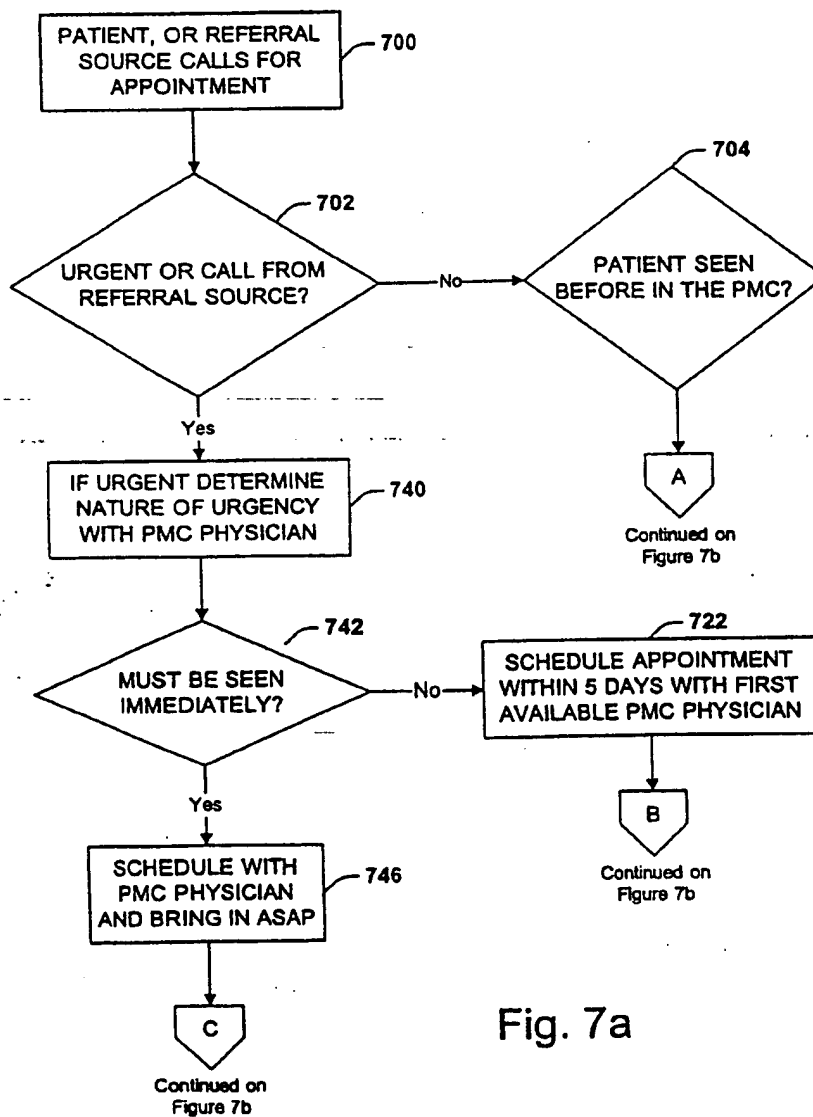 PATIENT, OR REFERRAL
SOURCE CALLS FOR
APPOINTMENT
700
702
URGENT OR CALL FROM
REFERRAL SOURCE?
No
704
PATIENT SEEN
BEFORE IN THE PMC?
A
Continued on
Figure 7b
Yes
IF URGENT DETERMINE
NATURE OF URGENCY
WITH PMC PHYSICIAN
740
742
MUST BE SEEN
IMMEDIATELY?
No
722
SCHEDULE APPOINTMENT
WITHIN 5 DAYS WITH FIRST
AVAILABLE PMC PHYSICIAN
B
Continued on
Figure 7b
Yes
SCHEDULE WITH
PMC PHYSICIAN
AND BRING IN ASAP
746
C
Continued on
Figure 7b
Fig. 7a